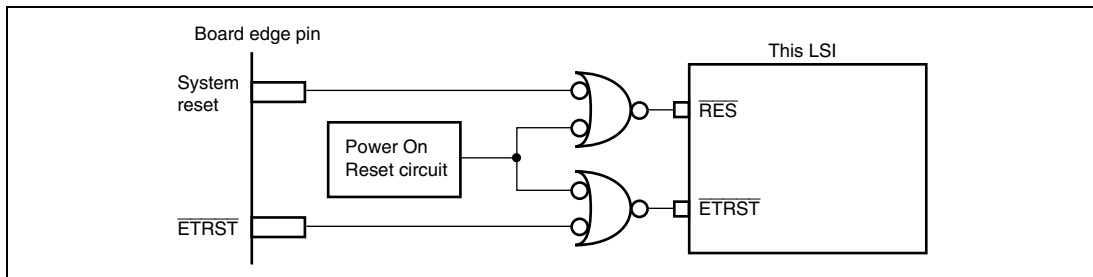 Board edge pin
System
reset
Power On
Reset circuit
ETRST
This LSI
RES
ETRST